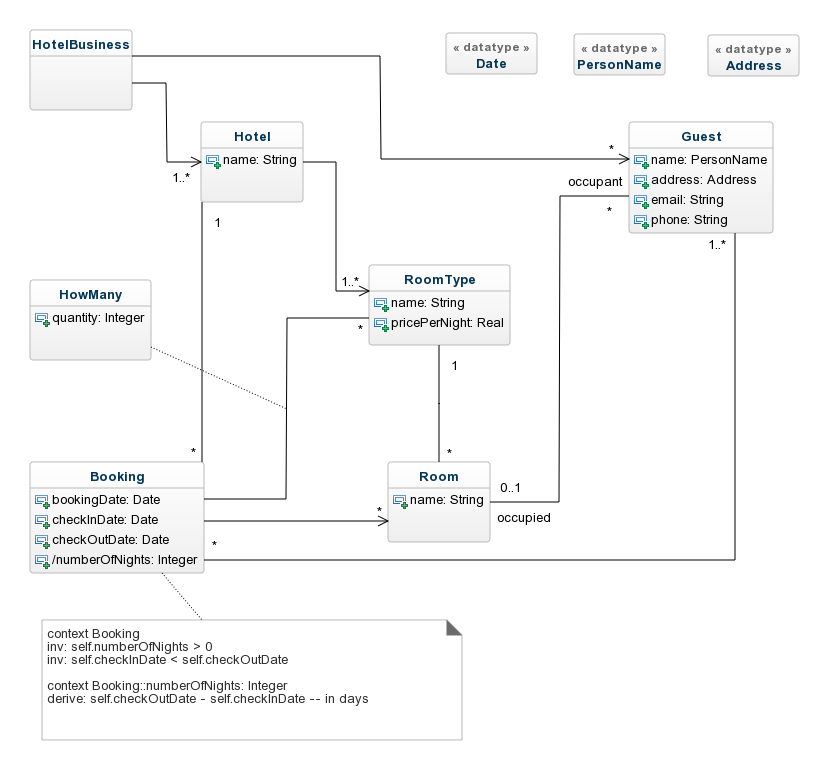 HotelBusiness
« datatype »
Date
« datatype »
PersonName
« datatype »
Address
Hotel
name: String
1..*
1
*
Guest
name: PersonName
address: Address
email: String
phone: String
occupant
*
1..*
HowMany
quantity: Integer
1..*
RoomType
name: String
pricePerNight: Real
*
1
*
*
Booking
bookingDate: Date
checkInDate: Date
checkOutDate: Date
/numberOfNights: Integer
*
*
Room
name: String
0..1
occupied
context Booking
inv: self.numberOfNights > 0
inv: self.checkInDate < self.checkOutDate
context Booking::numberOfNights: Integer
derive: self.checkOutDate - self.checkInDate -- in days